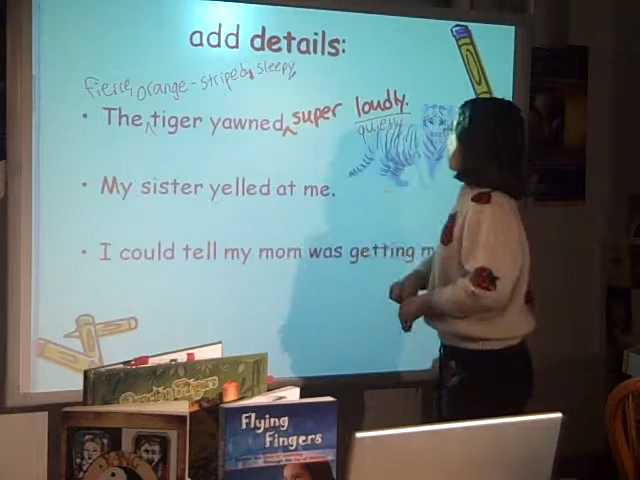 add details:
fierce, orange-striped, sleepy,
• The ^ tiger yawned ^ super loudly.
quietly
• My sister yelled at me.
• I could tell my mom was getting m
Flying Fingers